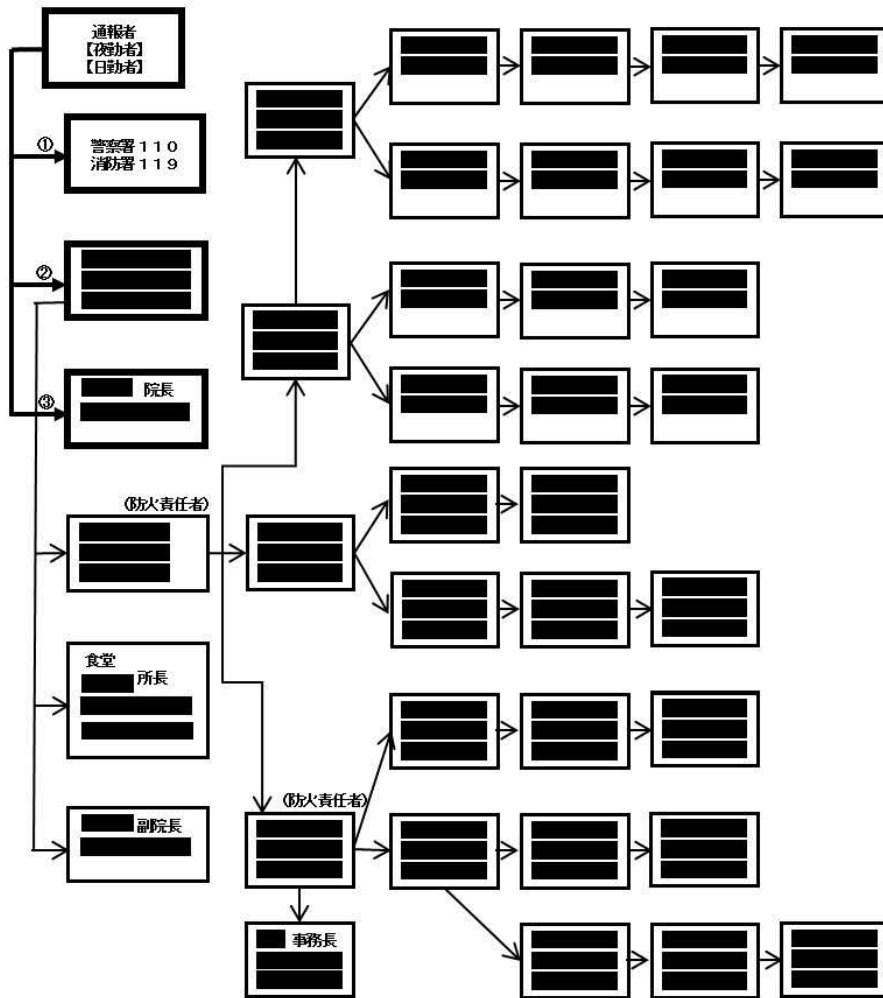 通報者
【夜勤者】
【日勤者】
①
警察署110
消防署119
②
③
院長
(防火責任者)
食堂
所長
(防火責任者)
副院長
事務長